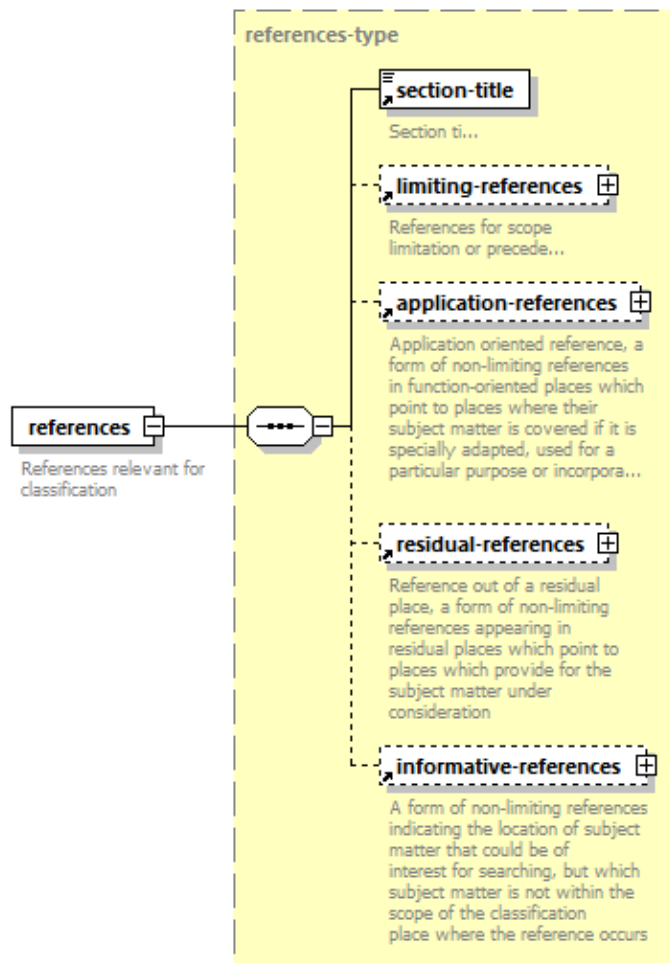 references-type
section-title
Section ti...
limiting-references
References for scope
limitation or precede...
application-references
Application oriented reference, a
form of non-limiting references
in function-oriented places which
point to places where their
subject matter is covered if it is
specially adapted, used for a
particular purpose or incorpora...
references
References relevant for
classification
residual-references
Reference out of a residual
place, a form of non-limiting
references appearing in
residual places which point to
places which provide for the
subject matter under
consideration
informative-references
A form of non-limiting references
indicating the location of subject
matter that could be of
interest for searching, but which
subject matter is not within the
scope of the classification
place where the reference occurs